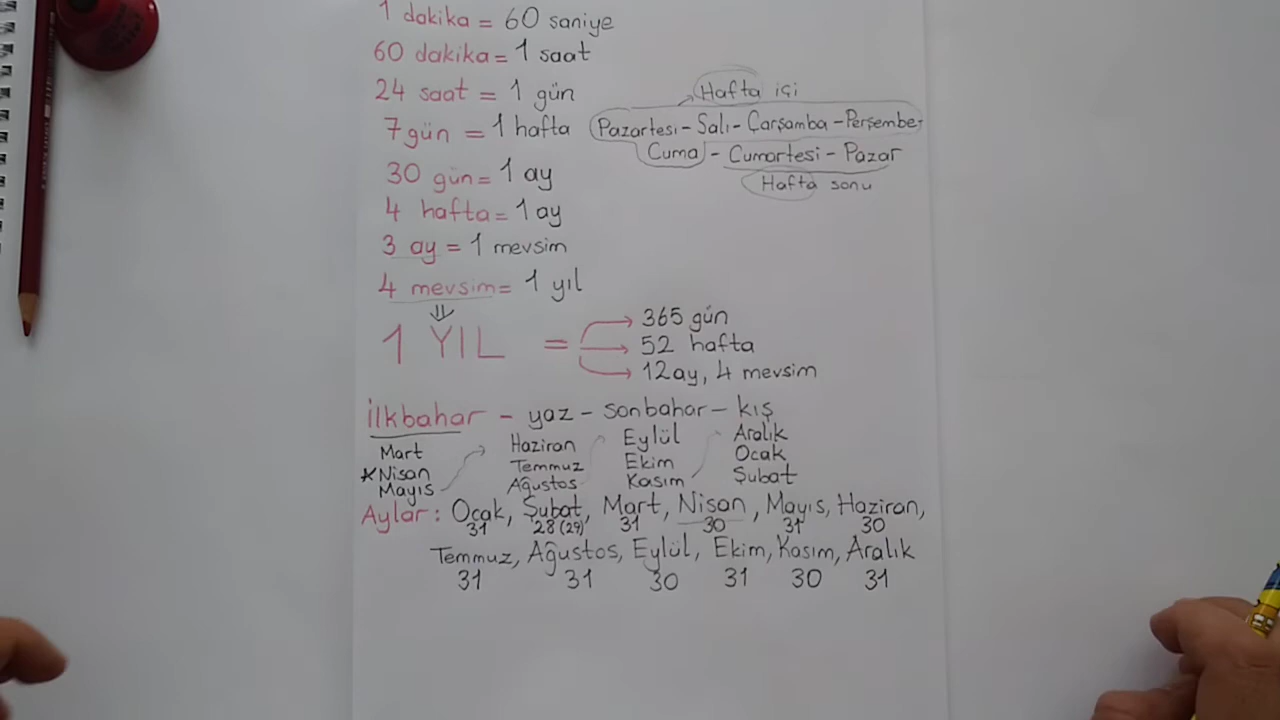 1 dakika = 60 saniye
60 dakika = 1 saat
24 saat = 1 gün
7 gün = 1 hafta
30 gün = 1 ay
4 hafta = 1 ay
3 ay = 1 mevsim
4 mevsim = 1 yıl
Hafta içi
Pazartesi - Salı - Çarşamba - Perşembe -
Cuma - Cumartesi - Pazar
Hafta sonu
1 YIL =
365 gün
52 hafta
12ay, 4 mevsim
İlkbahar - yaz - sonbahar - kış
Mart
*Nisan
Mayıs
Haziran
Temmuz
Ağustos
Eylül
Ekim
Kasım
Aralık
Ocak
Şubat
Aylar: Ocak, Şubat, Mart, Nisan, Mayıs, Haziran,
31 28 (29) 31 30 31 30
Temmuz, Ağustos, Eylül, Ekim, Kasım, Aralık
31 31 30 31 30 31